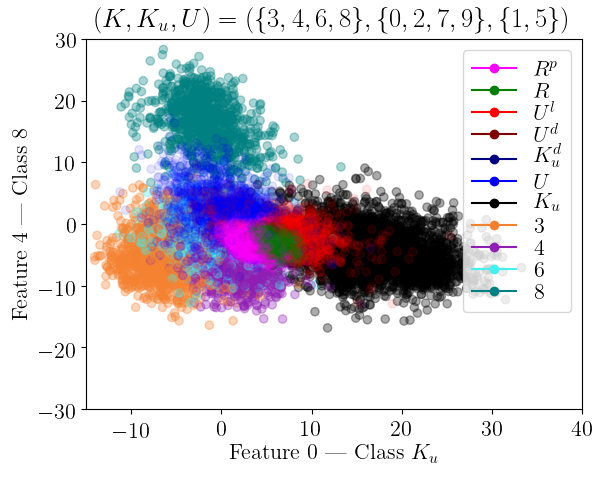 (K, K_u, U) = ({3, 4, 6, 8}, {0, 2, 7, 9}, {1, 5})
30
20
10
0
−10
−20
−30
Feature 4 — Class 8
R^p
R
U^l
U^d
K_u^d
U
K_u
3
4
6
8
−10
0
10
20
30
40
Feature 0 — Class K_u